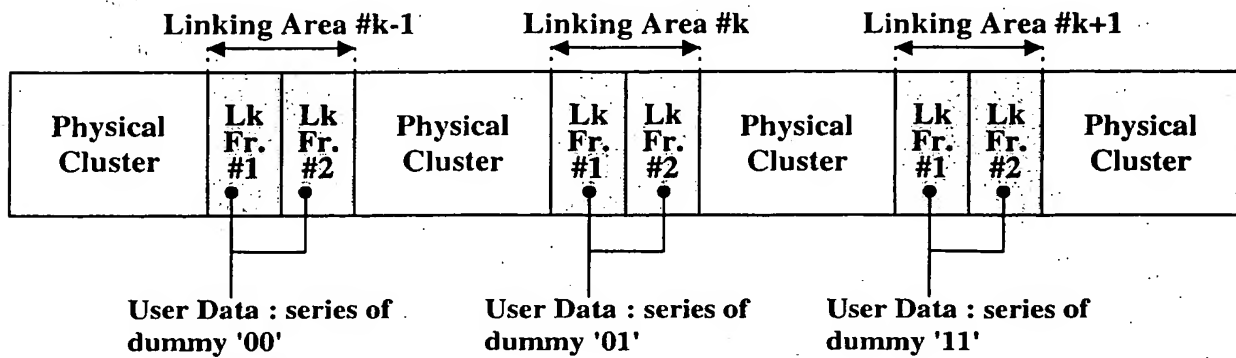 Linking Area #k-1
Linking Area #k
Linking Area #k+1
Physical
Cluster
Lk
Fr.
#1
Lk
Fr.
#2
Physical
Cluster
Lk
Fr.
#1
Lk
Fr.
#2
Physical
Cluster
Lk
Fr.
#1
Lk
Fr.
#2
Physical
Cluster
User Data : series of
dummy '00'
User Data : series of
dummy '01'
User Data : series of
dummy '11'